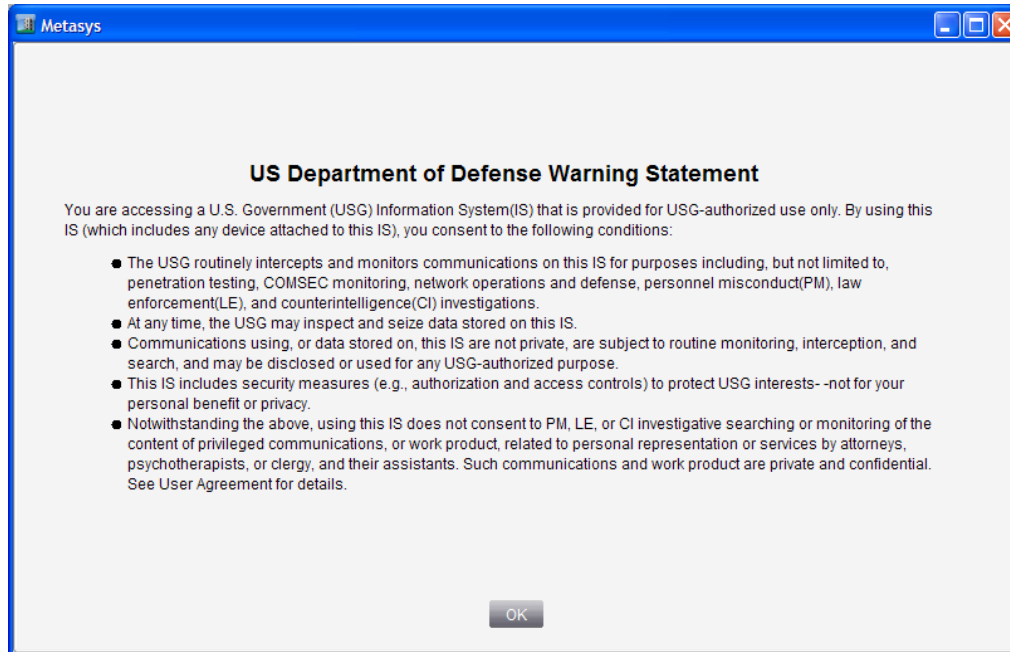 Metasys
US Department of Defense Warning Statement
You are accessing a U.S. Government (USG) Information System(IS) that is provided for USG-authorized use only. By using this
IS (which includes any device attached to this IS), you consent to the following conditions:
The USG routinely intercepts and monitors communications on this IS for purposes including, but not limited to,
penetration testing, COMSEC monitoring, network operations and defense, personnel misconduct(PM), law
enforcement(LE), and counterintelligence(CI) investigations.
At any time, the USG may inspect and seize data stored on this IS.
Communications using, or data stored on, this IS are not private, are subject to routine monitoring, interception, and
search, and may be disclosed or used for any USG-authorized purpose.
This IS includes security measures (e.g., authorization and access controls) to protect USG interests- -not for your
personal benefit or privacy.
Notwithstanding the above, using this IS does not consent to PM, LE, or CI investigative searching or monitoring of the
content of privileged communications, or work product, related to personal representation or services by attorneys,
psychotherapists, or clergy, and their assistants. Such communications and work product are private and confidential.
See User Agreement for details.
OK